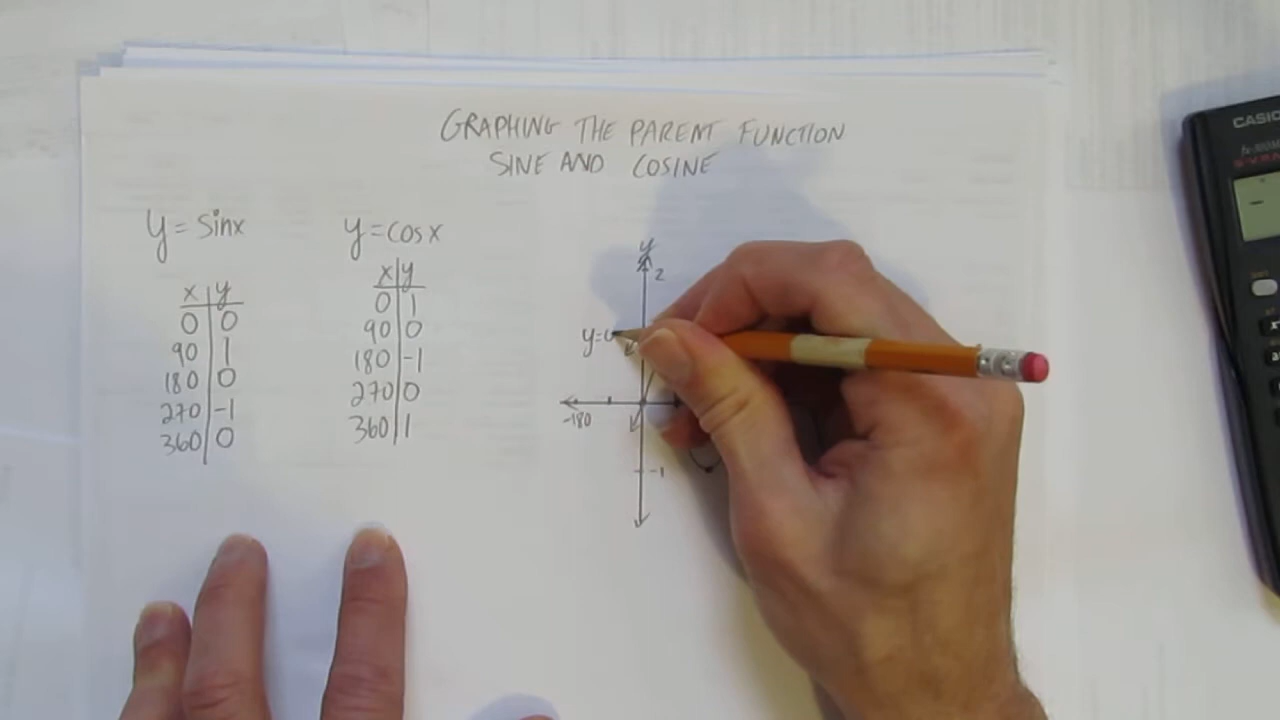 GRAPHING THE PARENT FUNCTION
SINE AND COSINE
y = sinx
x y
0 0
90 1
180 0
270 -1
360 0
y = cosx
x y
0 1
90 0
180 -1
270 0
360 1
y
2
y=c
-180
-1
CASIO